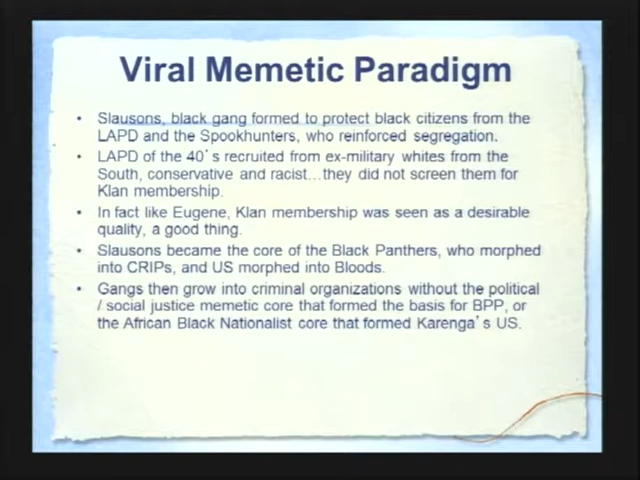 Viral Memetic Paradigm
• Slausons, black gang formed to protect black citizens from the
LAPD and the Spookhunters, who reinforced segregation.
• LAPD of the 40's recruited from ex-military whites from the
South, conservative and racist…they did not screen them for
Klan membership.
• In fact like Eugene, Klan membership was seen as a desirable
quality, a good thing.
• Slausons became the core of the Black Panthers, who morphed
into CRIPs, and US morphed into Bloods.
• Gangs then grow into criminal organizations without the political
/ social justice memetic core that formed the basis for BPP, or
the African Black Nationalist core that formed Karenga's US.